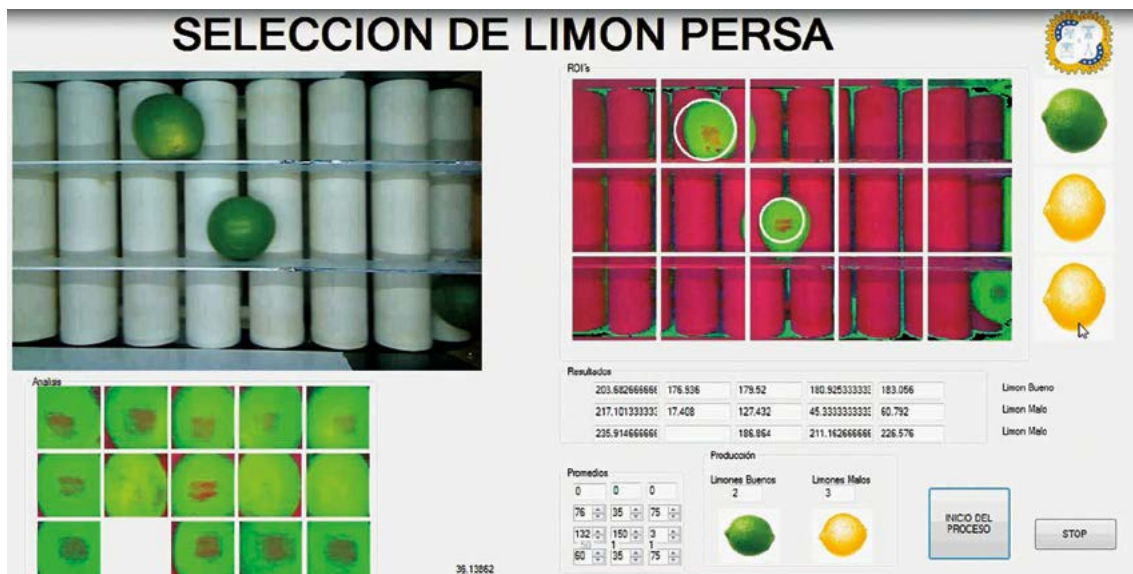 SELECCION DE LIMON PERSA
ROI's
Analisis
Resultados
203.682666666 176.936 179.52 180.925333333 183.056 Limon Bueno
217.101333333 17.408 127.432 45.3333333333 60.792 Limon Malo
235.914666666 186.864 211.162666666 226.576 Limon Malo
Promedios
0 0 0
76 35 75
132 150 3
1 1
60 35 75
Producción
Limones Buenos Limones Malos
2 3
INICIO DEL
PROCESO
STOP
36.13862